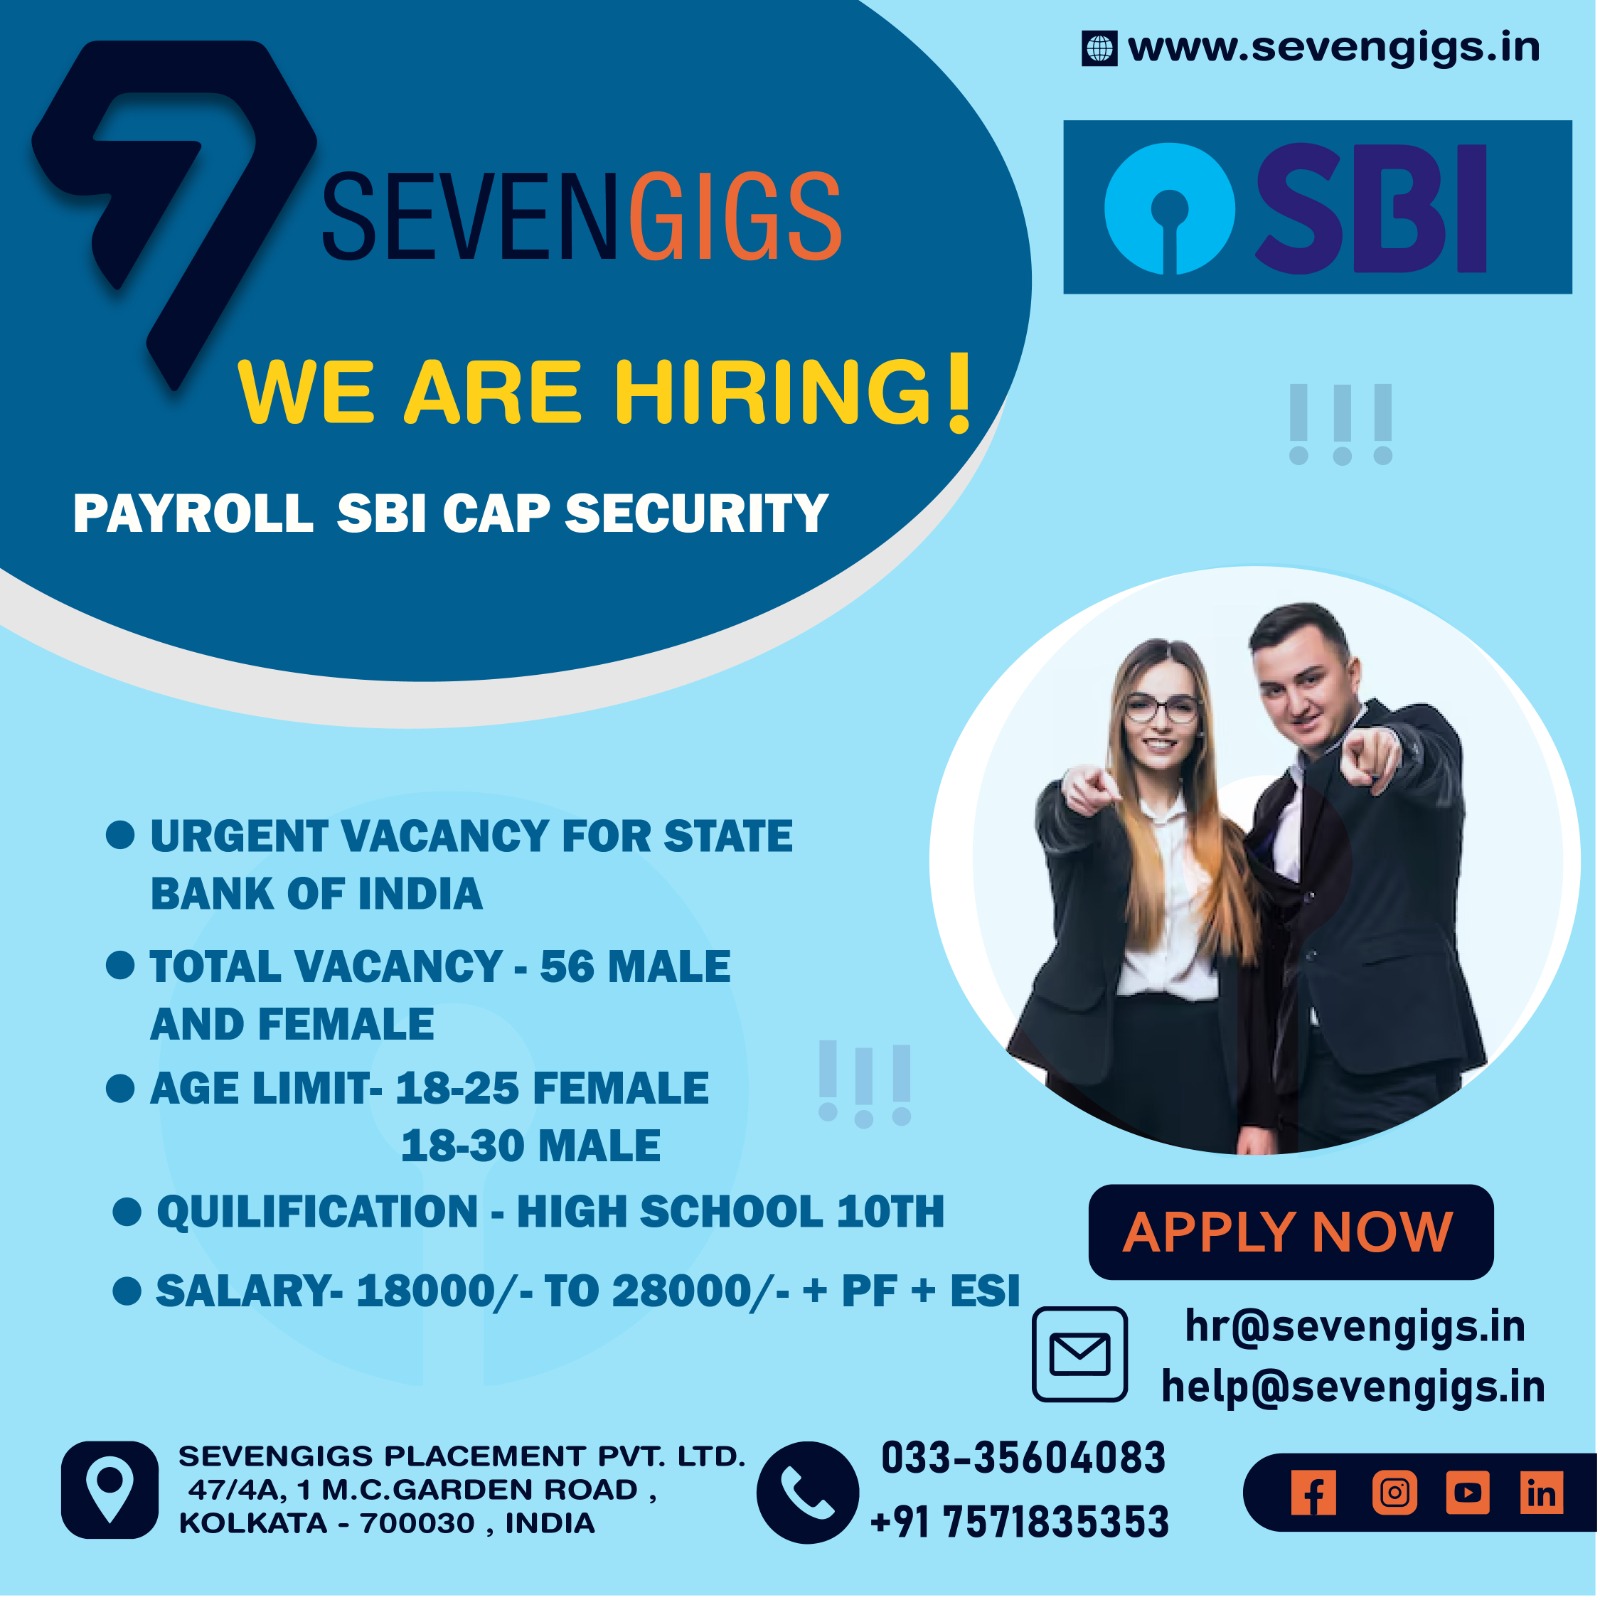 www.sevengigs.in
SEVENGIGS
SBI
WE ARE HIRING!
PAYROLL SBI CAP SECURITY
!!!
● URGENT VACANCY FOR STATE
BANK OF INDIA
● TOTAL VACANCY - 56 MALE
AND FEMALE
● AGE LIMIT- 18-25 FEMALE
18-30 MALE
!!!
● QUILIFICATION - HIGH SCHOOL 10TH
● SALARY- 18000/- TO 28000/- + PF + ESI
APPLY NOW
hr@sevengigs.in
help@sevengigs.in
SEVENGIGS PLACEMENT PVT. LTD.
47/4A, 1 M.C.GARDEN ROAD ,
KOLKATA - 700030 , INDIA
033-35604083
+91 7571835353